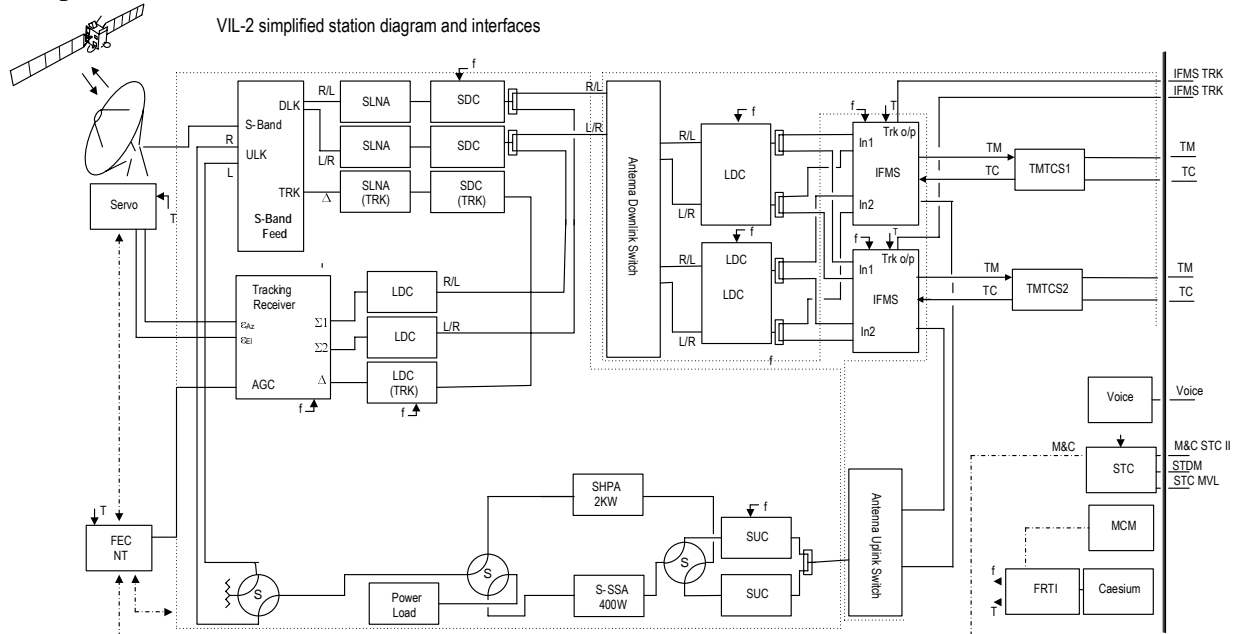 VIL-2 simplified station diagram and interfaces
f
R/L
DLK
SLNA
SDC
R/L
S-Band
R
ULK
L
L/R
SLNA
SDC
L/R
TRK
Δ
SLNA
(TRK)
SDC
(TRK)
S-Band
Feed
Servo
T
Antenna Downlink Switch
R/L
L/R
f
LDC
R/L
L/R
f
LDC
LDC
f
f
T
Trk o/p
In1
IFMS
In2
f
T
Trk o/p
In1
IFMS
In2
TM
TC
TMTCS1
TM
TC
TMTCS2
IFMS TRK
IFMS TRK
TM
TC
TM
TC
Tracking
Receiver
εAz
εEl
AGC
Σ1
Σ2
Δ
f
LDC
R/L
LDC
L/R
LDC
(TRK)
f
Voice
Voice
M&C
STC
M&C STC II
STDM
STC MVL
MCM
f
T
FRTI
Caesium
T
FEC
NT
S
Power
Load
S
SHPA
2KW
S-SSA
400W
S
f
SUC
SUC
Antenna Uplink Switch